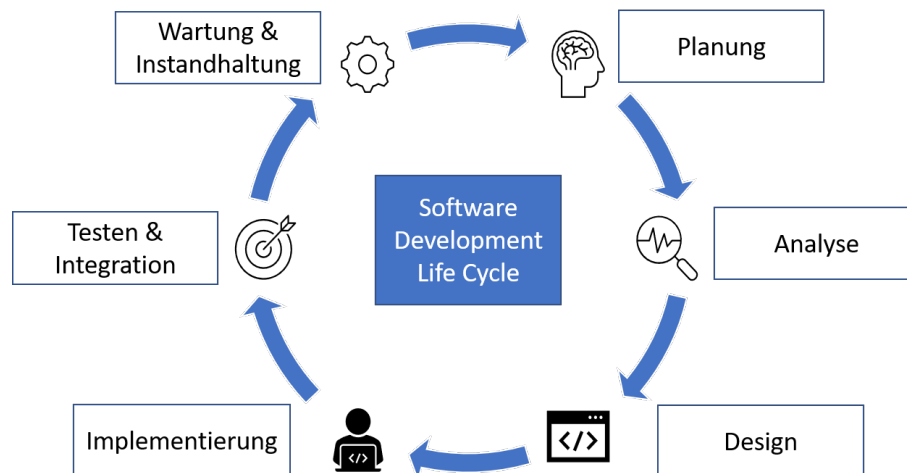 Wartung &
Instandhaltung
Planung
Software
Development
Life Cycle
Testen &
Integration
Analyse
Implementierung
</>
</>
Design